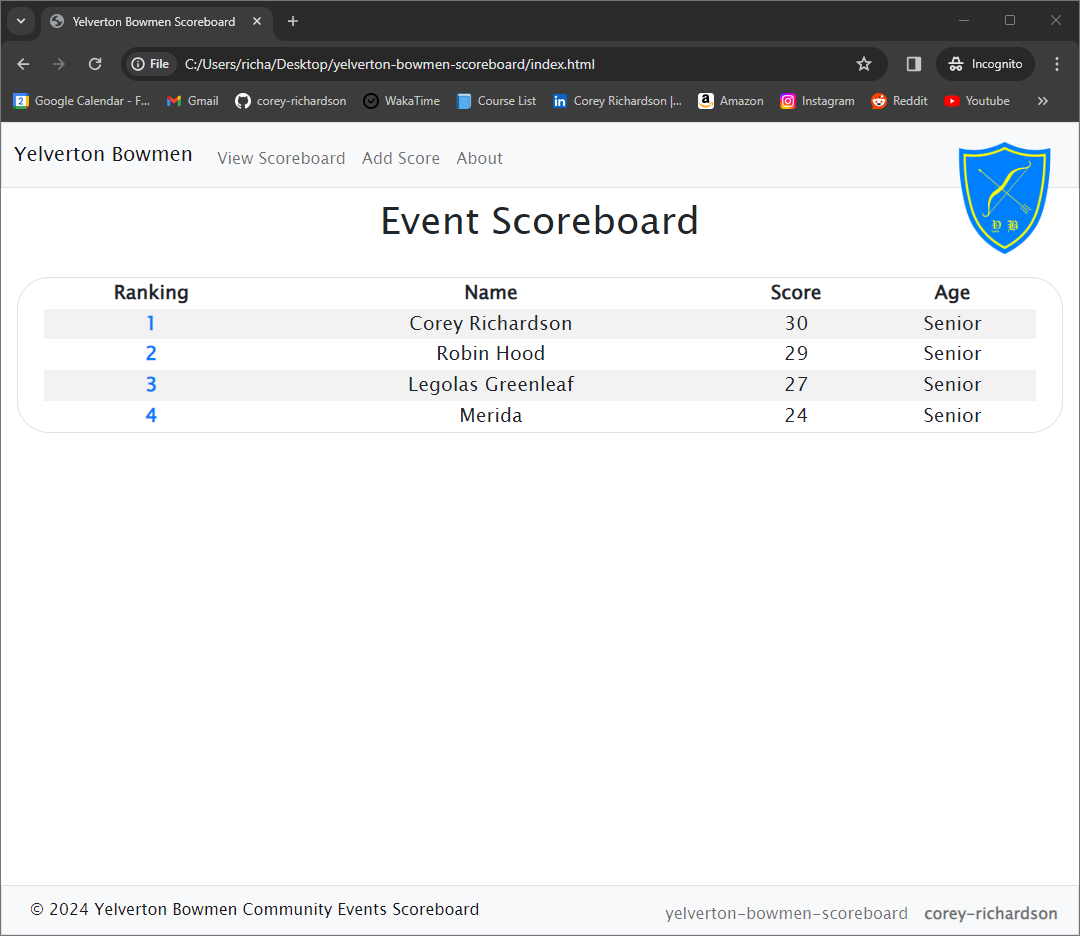 Yelverton Bowmen Scoreboard
File C:/Users/richa/Desktop/yelverton-bowmen-scoreboard/index.html Incognito
2 Google Calendar - F... Gmail corey-richardson WakaTime Course List in Corey Richardson |... a Amazon Instagram Reddit Youtube
Yelverton Bowmen View Scoreboard Add Score About
Y B
Event Scoreboard
Ranking Name Score Age
1 Corey Richardson 30 Senior
2 Robin Hood 29 Senior
3 Legolas Greenleaf 27 Senior
4 Merida 24 Senior
© 2024 Yelverton Bowmen Community Events Scoreboard yelverton-bowmen-scoreboard corey-richardson